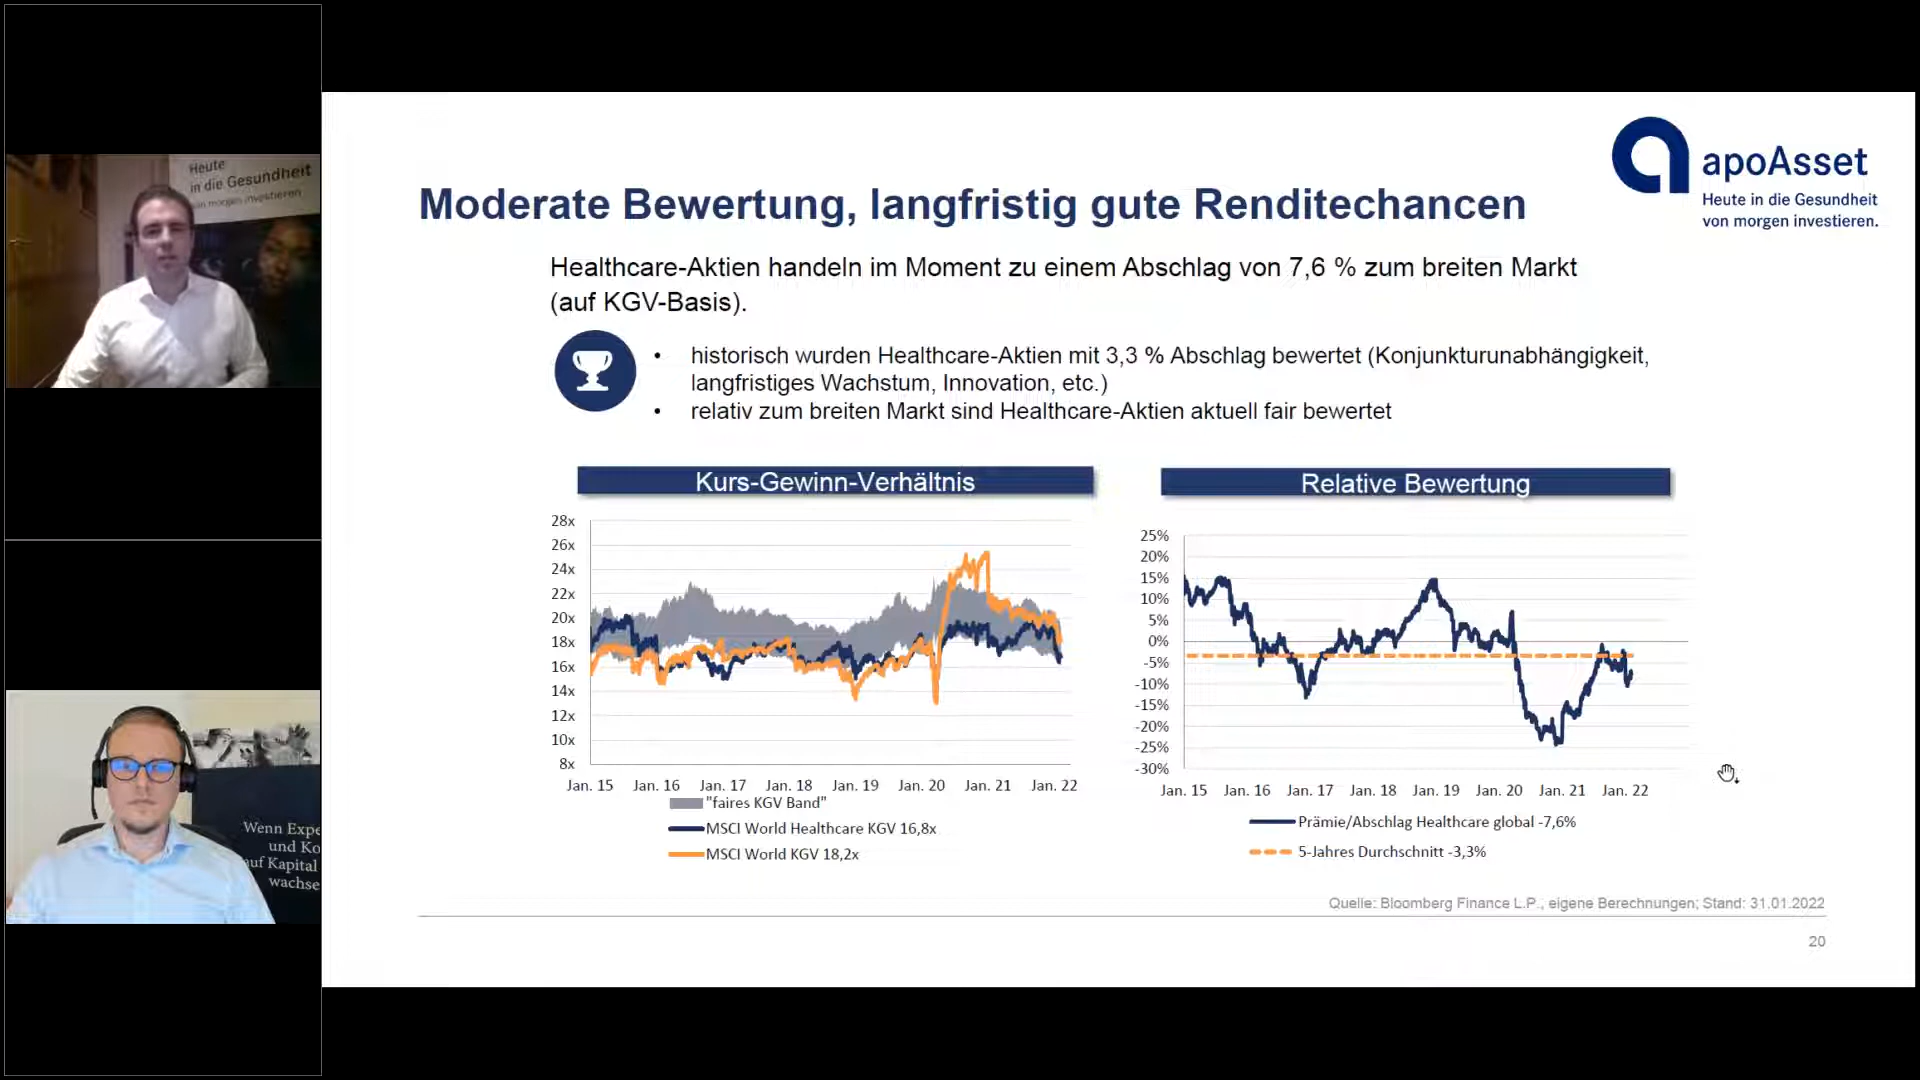 Heute
in die Gesundheit
von morgen investieren
Wenn Expe
und Ko
auf Kapital
wachse
apoAsset
Heute in die Gesundheit
von morgen investieren.
Moderate Bewertung, langfristig gute Renditechancen
Healthcare-Aktien handeln im Moment zu einem Abschlag von 7,6 % zum breiten Markt
(auf KGV-Basis).
• historisch wurden Healthcare-Aktien mit 3,3 % Abschlag bewertet (Konjunkturunabhängigkeit,
langfristiges Wachstum, Innovation, etc.)
• relativ zum breiten Markt sind Healthcare-Aktien aktuell fair bewertet
Kurs-Gewinn-Verhältnis
28x
26x
24x
22x
20x
18x
16x
14x
12x
10x
8x
Jan. 15 Jan. 16 Jan. 17 Jan. 18 Jan. 19 Jan. 20 Jan. 21 Jan. 22
"faires KGV Band"
MSCI World Healthcare KGV 16,8x
MSCI World KGV 18,2x
Relative Bewertung
25%
20%
15%
10%
5%
0%
-5%
-10%
-15%
-20%
-25%
-30%
Jan. 15 Jan. 16 Jan. 17 Jan. 18 Jan. 19 Jan. 20 Jan. 21 Jan. 22
Prämie/Abschlag Healthcare global -7,6%
5-Jahres Durchschnitt -3,3%
Quelle: Bloomberg Finance L.P., eigene Berechnungen; Stand: 31.01.2022
20